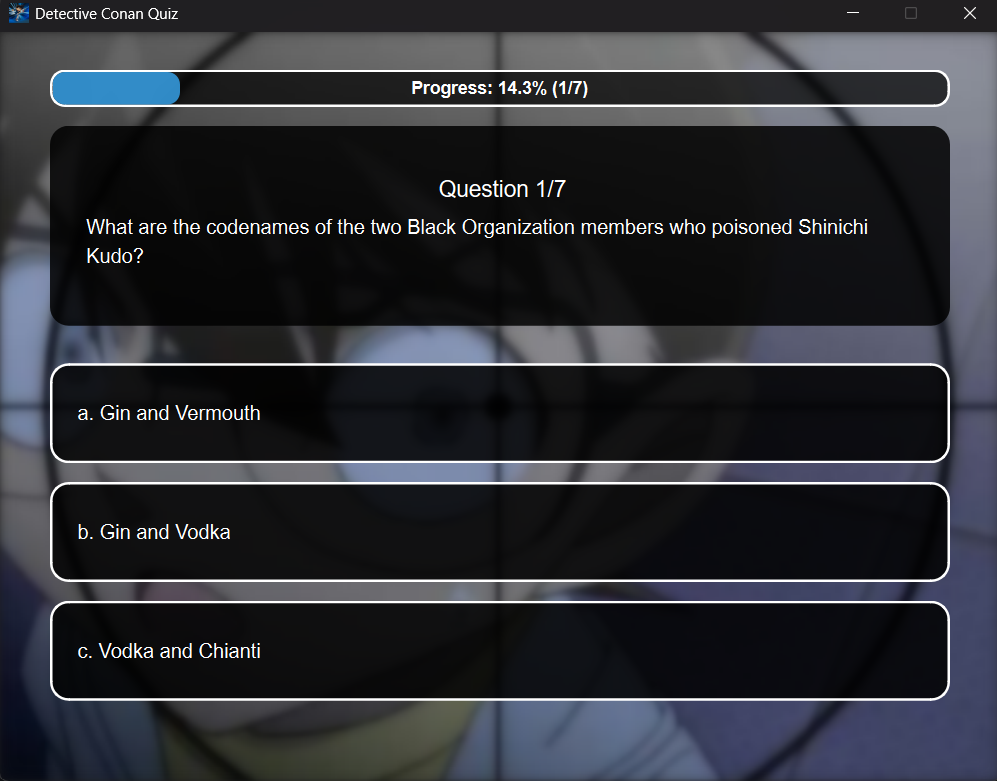 Detective Conan Quiz
Progress: 14.3% (1/7)
Question 1/7
What are the codenames of the two Black Organization members who poisoned Shinichi
Kudo?
a. Gin and Vermouth
b. Gin and Vodka
c. Vodka and Chianti